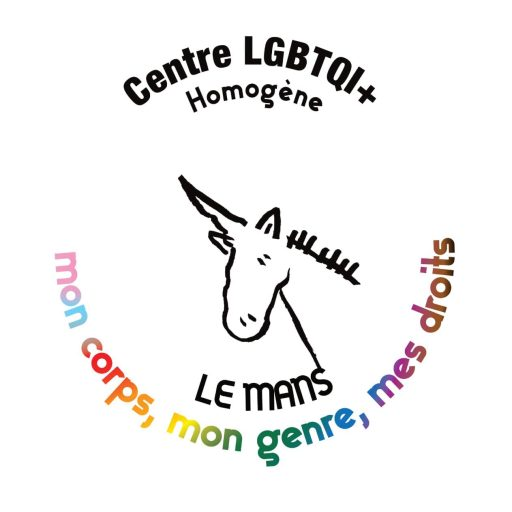 Centre LGBTQI+
Homogène
LE MANS
mon corps, mon genre, mes droits